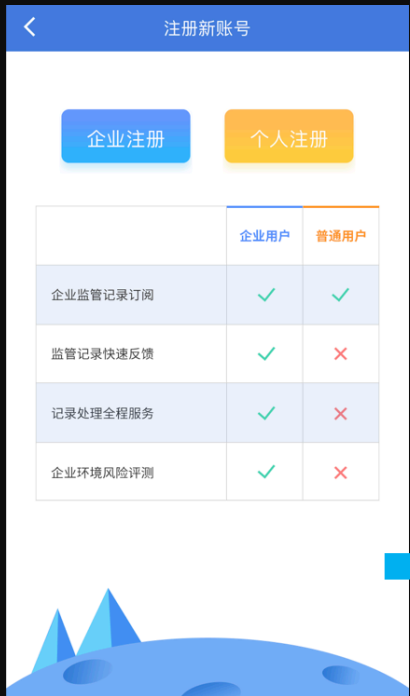 注册新账号
企业注册 个人注册
企业用户 普通用户
企业监管记录订阅
监管记录快速反馈
记录处理全程服务
企业环境风险评测